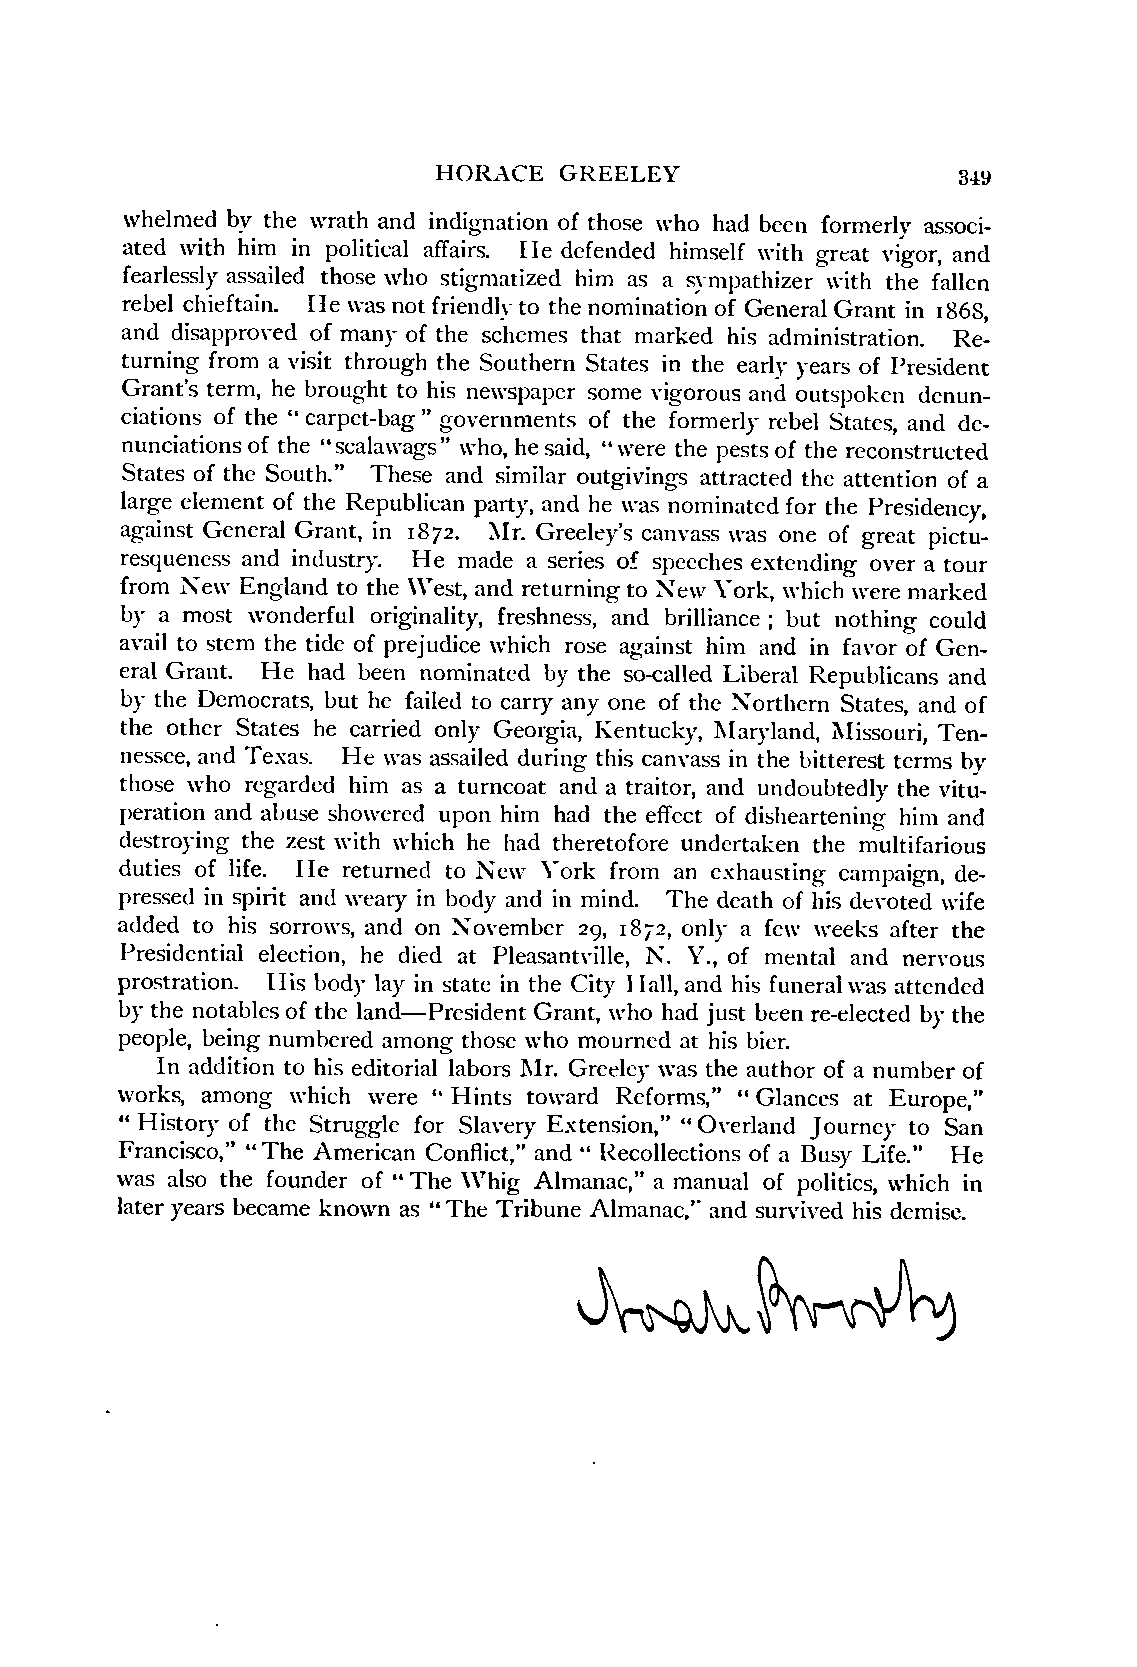 HORACE GREELEY 349
whelmed by the wrath and indignation of those who had been formerly associ-
ated with him in political affairs. He defended himself with great vigor, and
fearlessly assailed those who stigmatized him as a sympathizer with the fallen
rebel chieftain. He was not friendly to the nomination of General Grant in 1868,
and disapproved of many of the schemes that marked his administration. Re-
turning from a visit through the Southern States in the early years of President
Grant's term, he brought to his newspaper some vigorous and outspoken denun-
ciations of the "carpet-bag" governments of the formerly rebel States, and de-
nunciations of the "scalawags" who, he said, "were the pests of the reconstructed
States of the South." These and similar outgivings attracted the attention of a
large element of the Republican party, and he was nominated for the Presidency,
against General Grant, in 1872. Mr. Greeley's canvass was one of great pictu-
resqueness and industry. He made a series of speeches extending over a tour
from New England to the West, and returning to New York, which were marked
by a most wonderful originality, freshness, and brilliance; but nothing could
avail to stem the tide of prejudice which rose against him and in favor of Gen-
eral Grant. He had been nominated by the so-called Liberal Republicans and
by the Democrats, but he failed to carry any one of the Northern States, and of
the other States he carried only Georgia, Kentucky, Maryland, Missouri, Ten-
nessee, and Texas. He was assailed during this canvass in the bitterest terms by
those who regarded him as a turncoat and a traitor, and undoubtedly the vitu-
peration and abuse showered upon him had the effect of disheartening him and
destroying the zest with which he had theretofore undertaken the multifarious
duties of life. He returned to New York from an exhausting campaign, de-
pressed in spirit and weary in body and in mind. The death of his devoted wife
added to his sorrows, and on November 29, 1872, only a few weeks after the
Presidential election, he died at Pleasantville, N. Y., of mental and nervous
prostration. His body lay in state in the City Hall, and his funeral was attended
by the notables of the land—President Grant, who had just been re-elected by the
people, being numbered among those who mourned at his bier.
In addition to his editorial labors Mr. Greeley was the author of a number of
works, among which were "Hints toward Reforms," "Glances at Europe,"
"History of the Struggle for Slavery Extension," "Overland Journey to San
Francisco," "The American Conflict," and "Recollections of a Busy Life." He
was also the founder of "The Whig Almanac," a manual of politics, which in
later years became known as "The Tribune Almanac," and survived his demise.
Noah Brooks